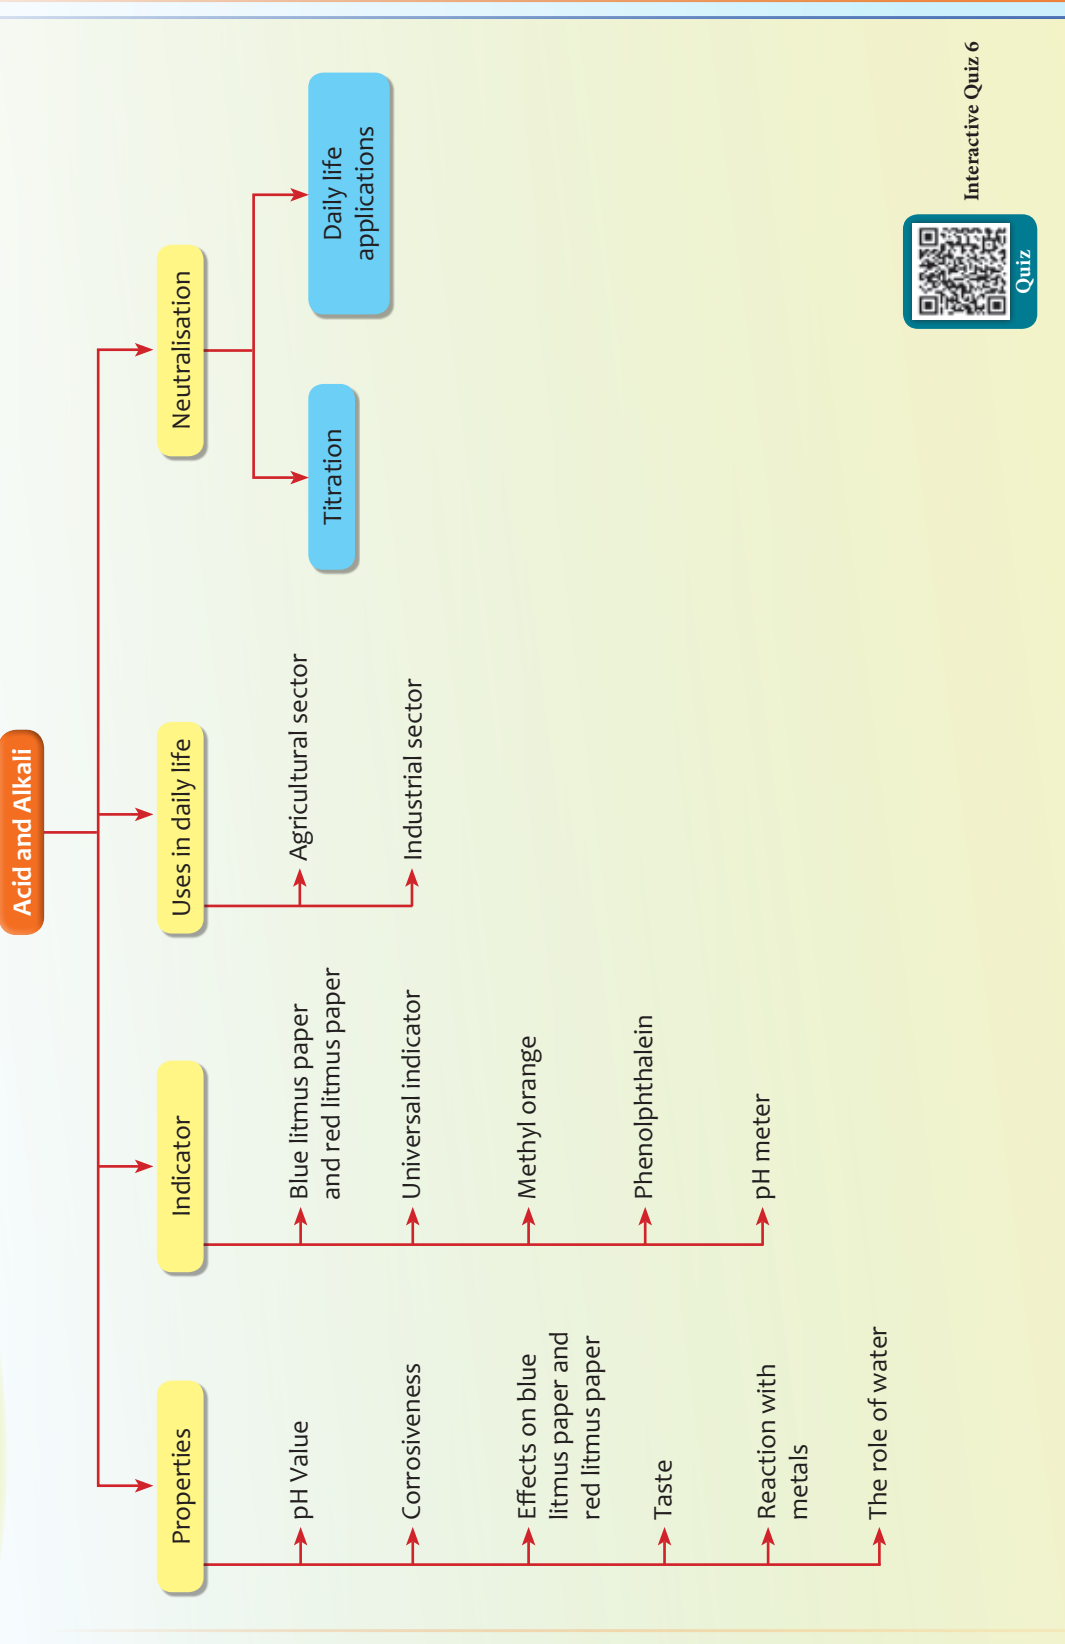 Acid and Alkali
Properties
pH Value
Corrosiveness
Effects on blue
litmus paper and
red litmus paper
Taste
Reaction with
metals
The role of water
Indicator
Blue litmus paper
and red litmus paper
Universal indicator
Methyl orange
Phenolphthalein
pH meter
Uses in daily life
Agricultural sector
Industrial sector
Neutralisation
Titration
Daily life
applications
Quiz
Interactive Quiz 6